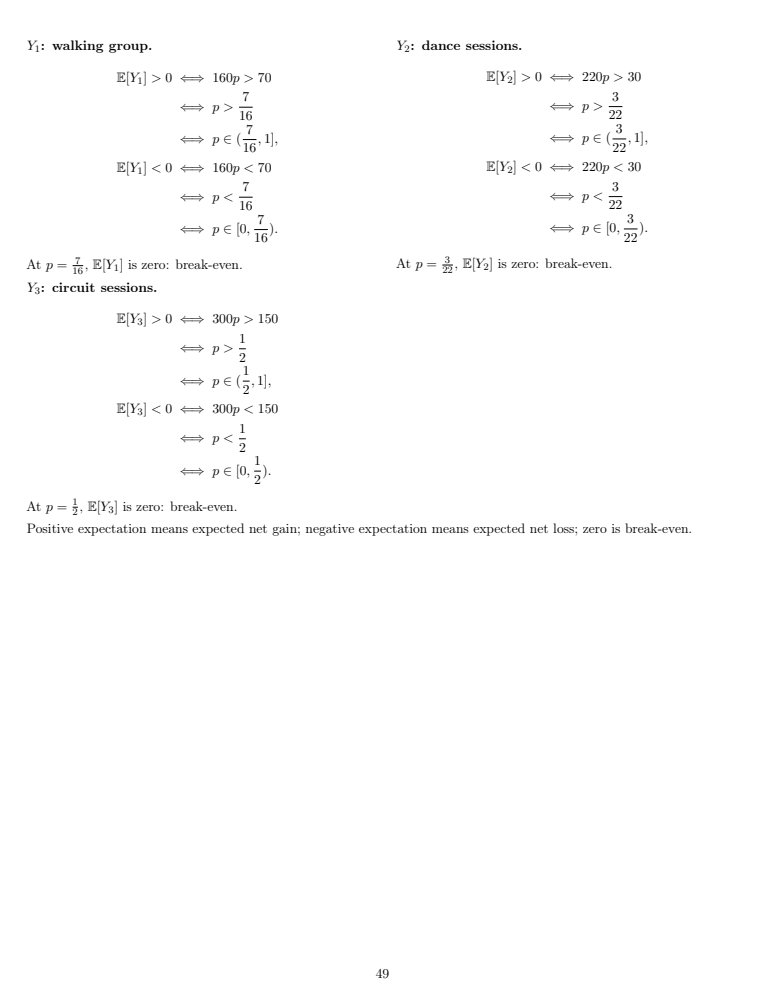 Y₁: walking group.
𝔼[Y₁] > 0 ⟺ 160p > 70
⟺ p > 7/16
⟺ p ∈ (7/16, 1],
𝔼[Y₁] < 0 ⟺ 160p < 70
⟺ p < 7/16
⟺ p ∈ [0, 7/16).
At p = 7/16, 𝔼[Y₁] is zero: break-even.
Y₂: dance sessions.
𝔼[Y₂] > 0 ⟺ 220p > 30
⟺ p > 3/22
⟺ p ∈ (3/22, 1],
𝔼[Y₂] < 0 ⟺ 220p < 30
⟺ p < 3/22
⟺ p ∈ [0, 3/22).
At p = 3/22, 𝔼[Y₂] is zero: break-even.
Y₃: circuit sessions.
𝔼[Y₃] > 0 ⟺ 300p > 150
⟺ p > 1/2
⟺ p ∈ (1/2, 1],
𝔼[Y₃] < 0 ⟺ 300p < 150
⟺ p < 1/2
⟺ p ∈ [0, 1/2).
At p = 1/2, 𝔼[Y₃] is zero: break-even.
Positive expectation means expected net gain; negative expectation means expected net loss; zero is break-even.
49